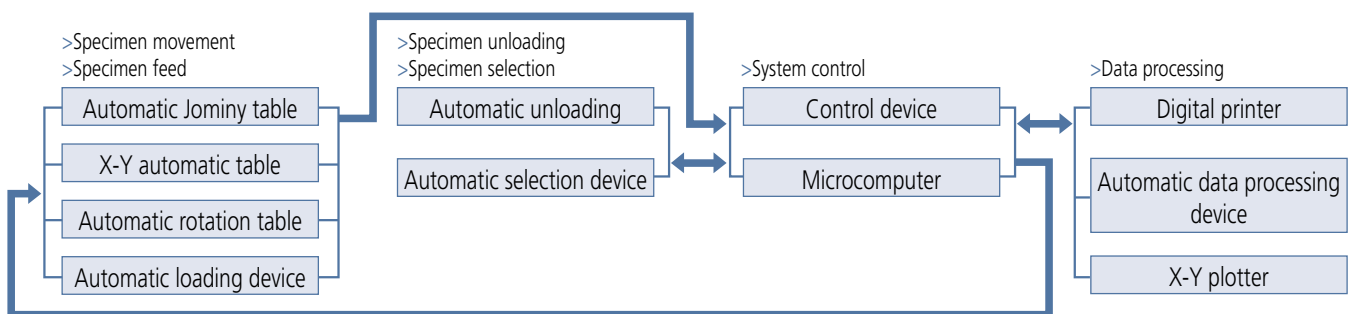 >Specimen movement
>Specimen feed
Automatic Jominy table
X-Y automatic table
Automatic rotation table
Automatic loading device
>Specimen unloading
>Specimen selection
Automatic unloading
Automatic selection device
>System control
Control device
Microcomputer
>Data processing
Digital printer
Automatic data processing
device
X-Y plotter